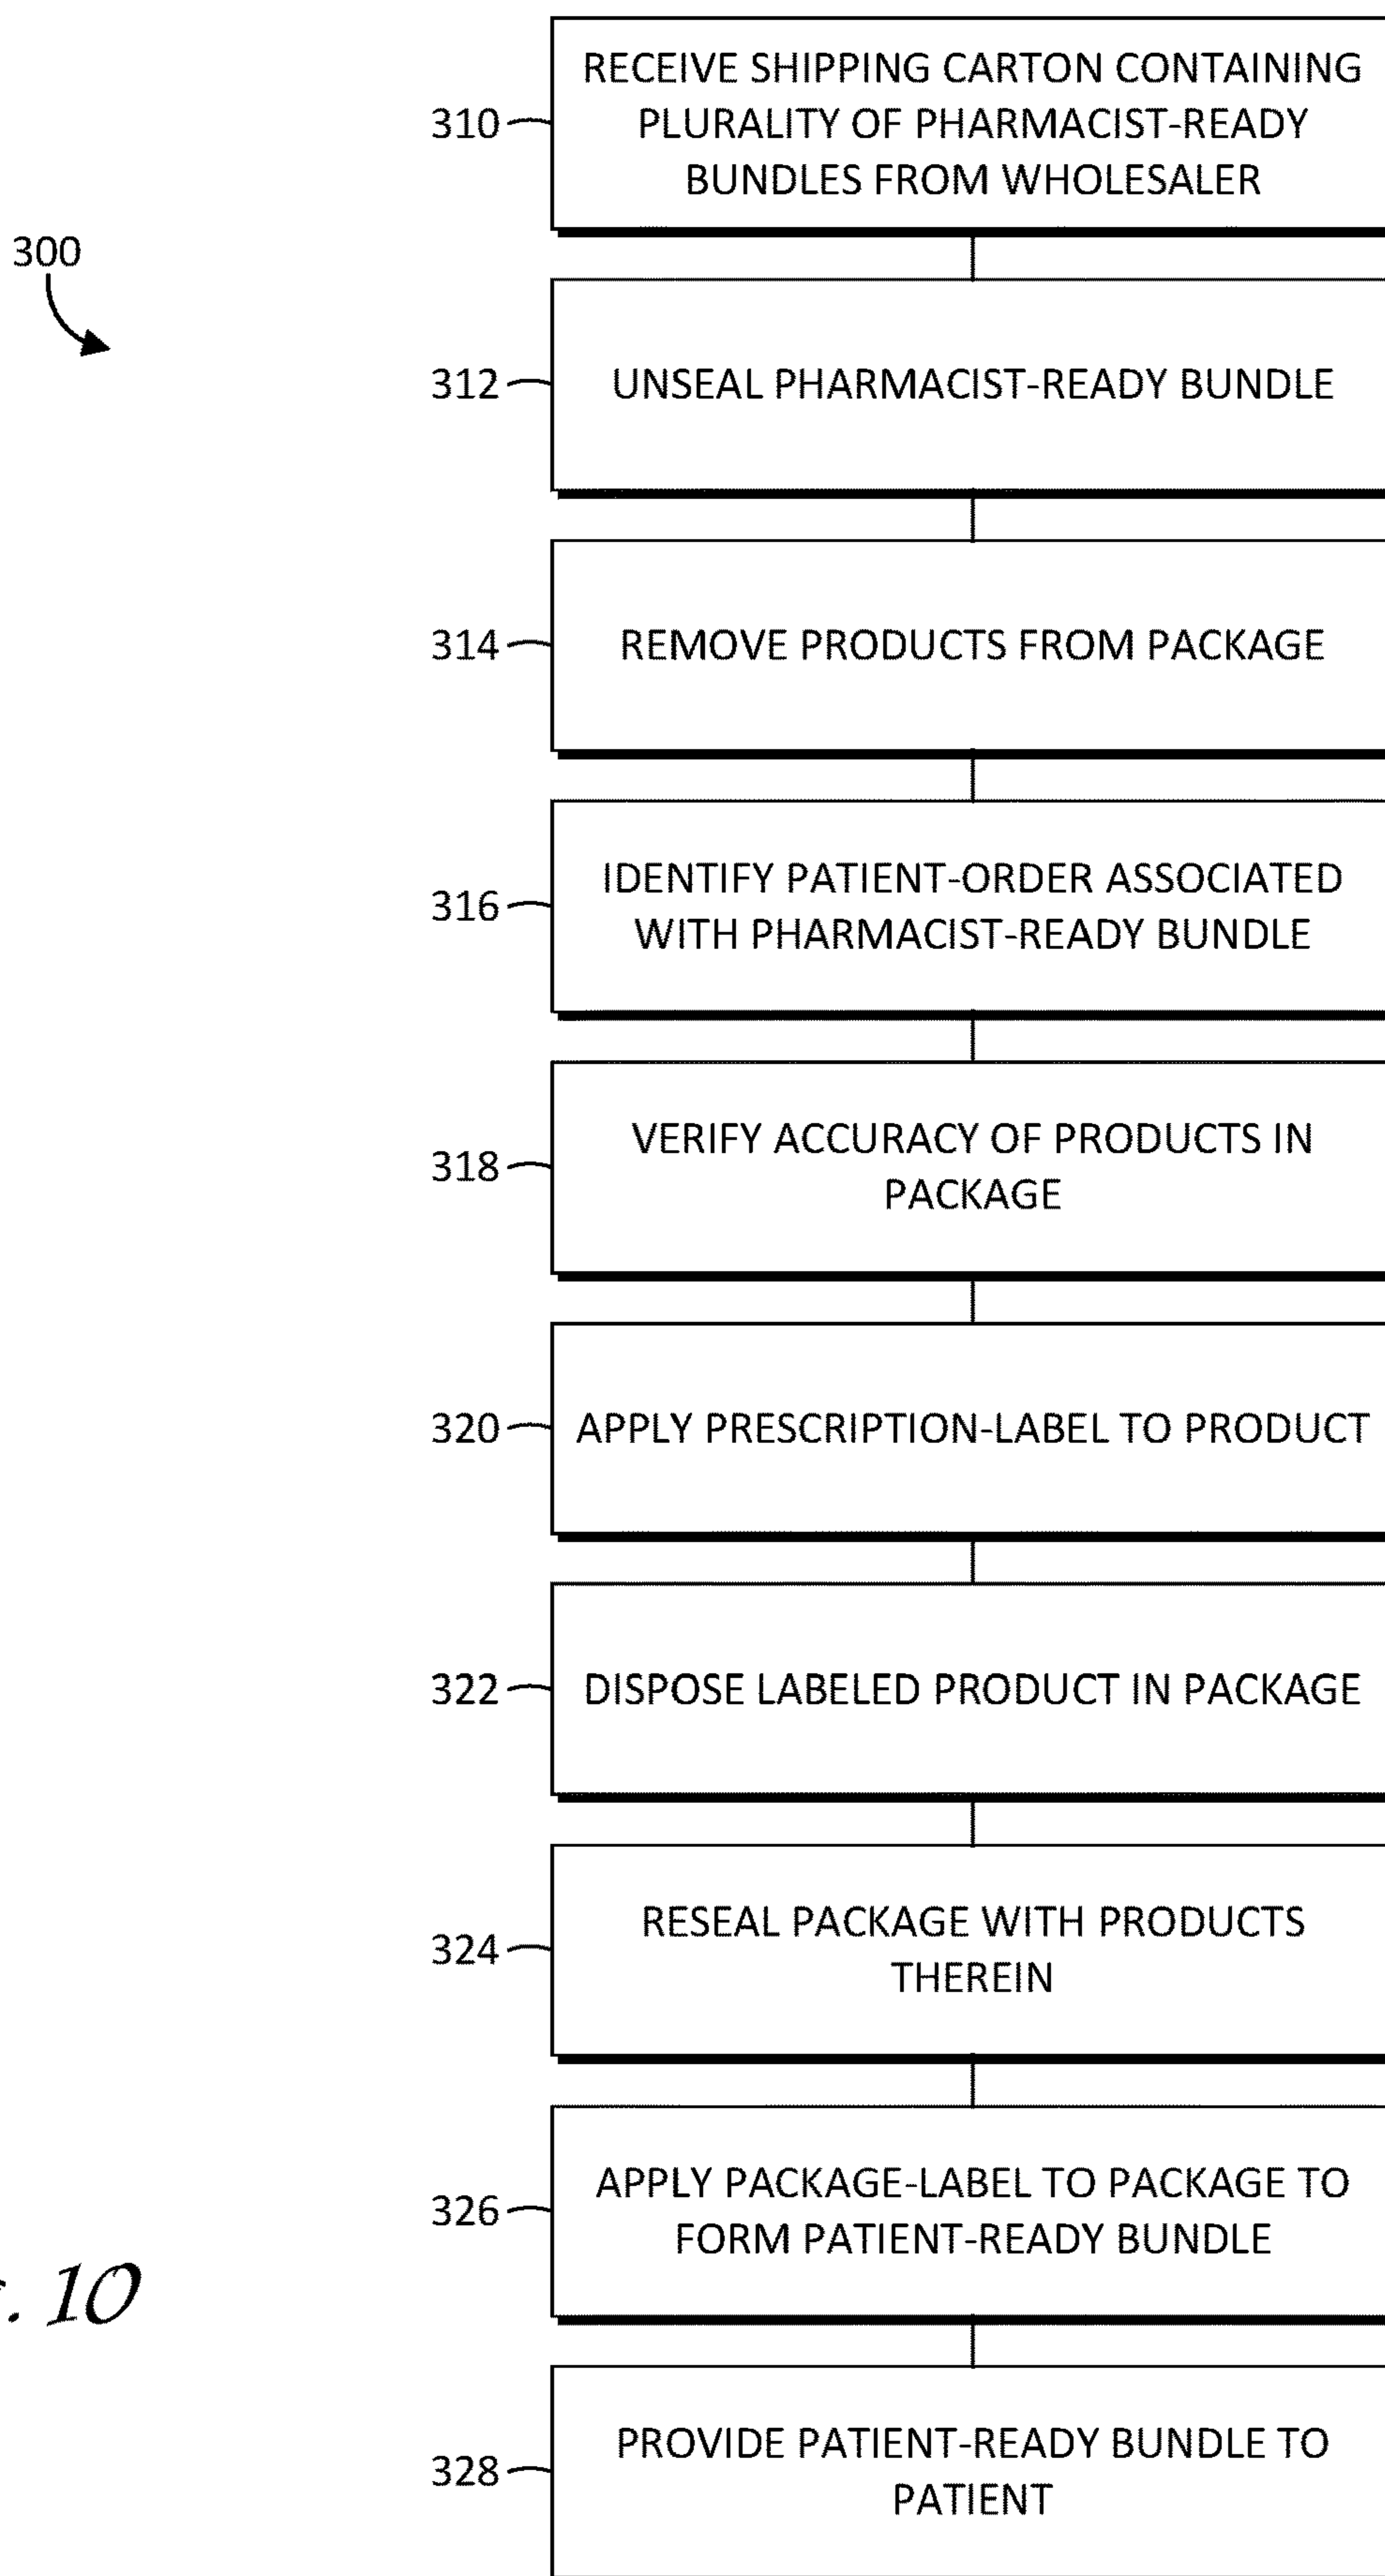 RECEIVE SHIPPING CARTON CONTAINING
310
PLURALITY OF PHARMACIST-READY
BUNDLES FROM WHOLESALER
300
312
UNSEAL PHARMACIST-READY BUNDLE
314
REMOVE PRODUCTS FROM PACKAGE
IDENTIFY PATIENT-ORDER ASSOCIATED
316
WITH PHARMACIST-READY BUNDLE
VERIFY ACCURACY OF PRODUCTS IN
318
PACKAGE
320
APPLY PRESCRIPTION-LABEL TO PRODUCT
322
DISPOSE LABELED PRODUCT IN PACKAGE
RESEAL PACKAGE WITH PRODUCTS
324
THEREIN
APPLY PACKAGE-LABEL TO PACKAGE TO
326
FORM PATIENT-READY BUNDLE
. 10
PROVIDE PATIENT-READY BUNDLE TO
328
PATIENT